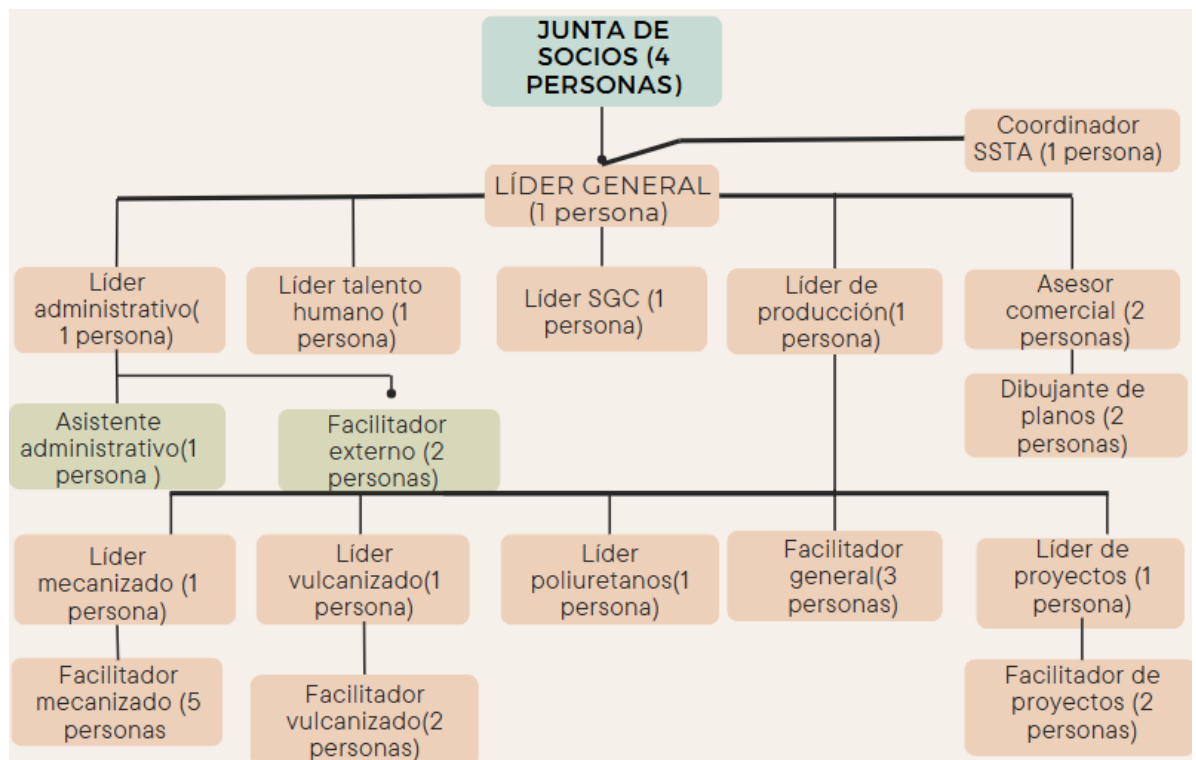 JUNTA DE
SOCIOS (4
PERSONAS)
Coordinador
SSTA (1 persona)
LÍDER GENERAL
(1 persona)
Líder
administrativo(
1 persona)
Líder talento
humano (1
persona)
Líder SGC (1
persona)
Líder de
producción(1
persona)
Asesor
comercial (2
personas)
Dibujante de
planos (2
personas)
Asistente
administrativo(1
persona )
Facilitador
externo (2
personas)
Líder
mecanizado (1
persona)
Líder
vulcanizado(1
persona)
Líder
poliuretanos(1
persona)
Facilitador
general(3
personas)
Líder de
proyectos (1
persona)
Facilitador
mecanizado (5
personas
Facilitador
vulcanizado(2
personas)
Facilitador de
proyectos (2
personas)